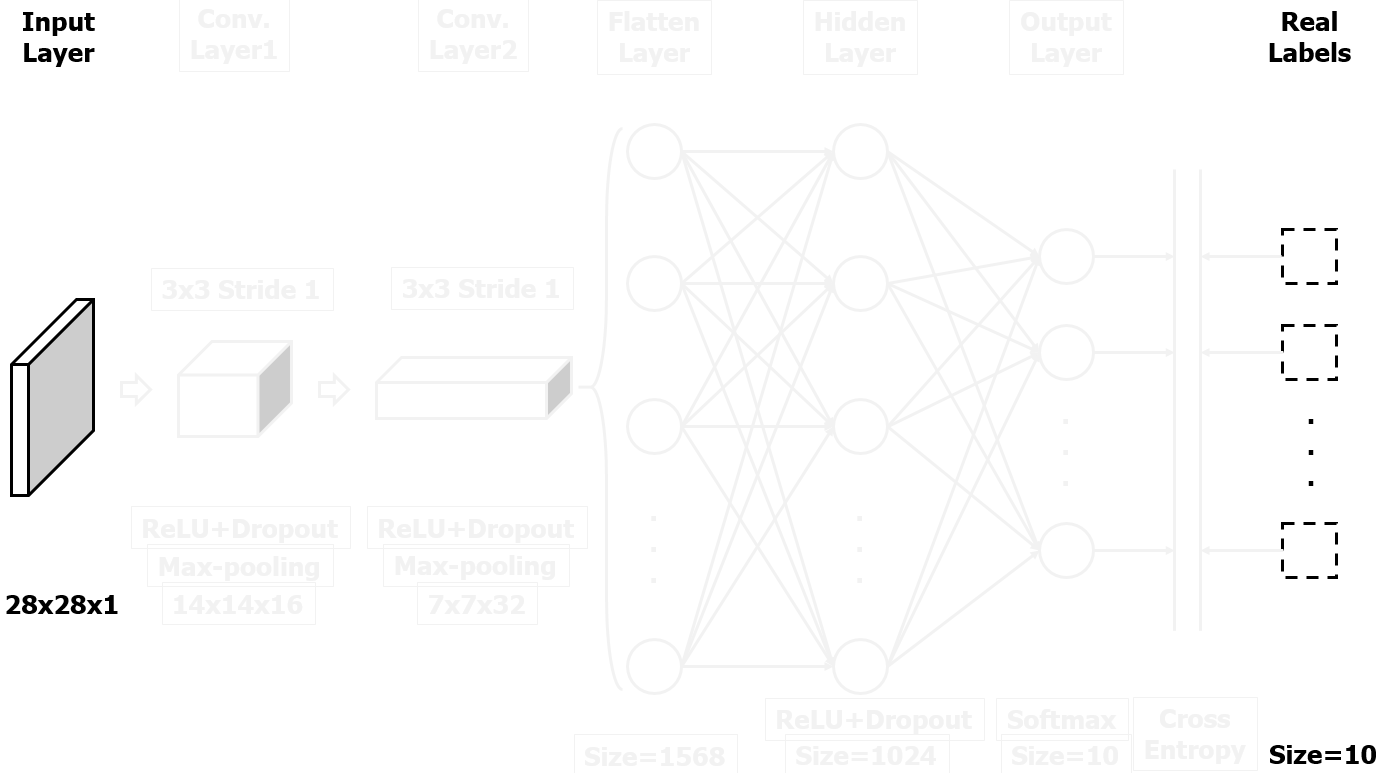 Input
Layer
Conv.
Layer1
Conv.
Layer2
Flatten
Layer
Hidden
Layer
Output
Layer
Real
Labels
3x3 Stride 1
3x3 Stride 1
ReLU+Dropout
Max-pooling
14x14x16
ReLU+Dropout
Max-pooling
7x7x32
28x28x1
Size=1568
ReLU+Dropout
Size=1024
Softmax
Size=10
Cross
Entropy
Size=10